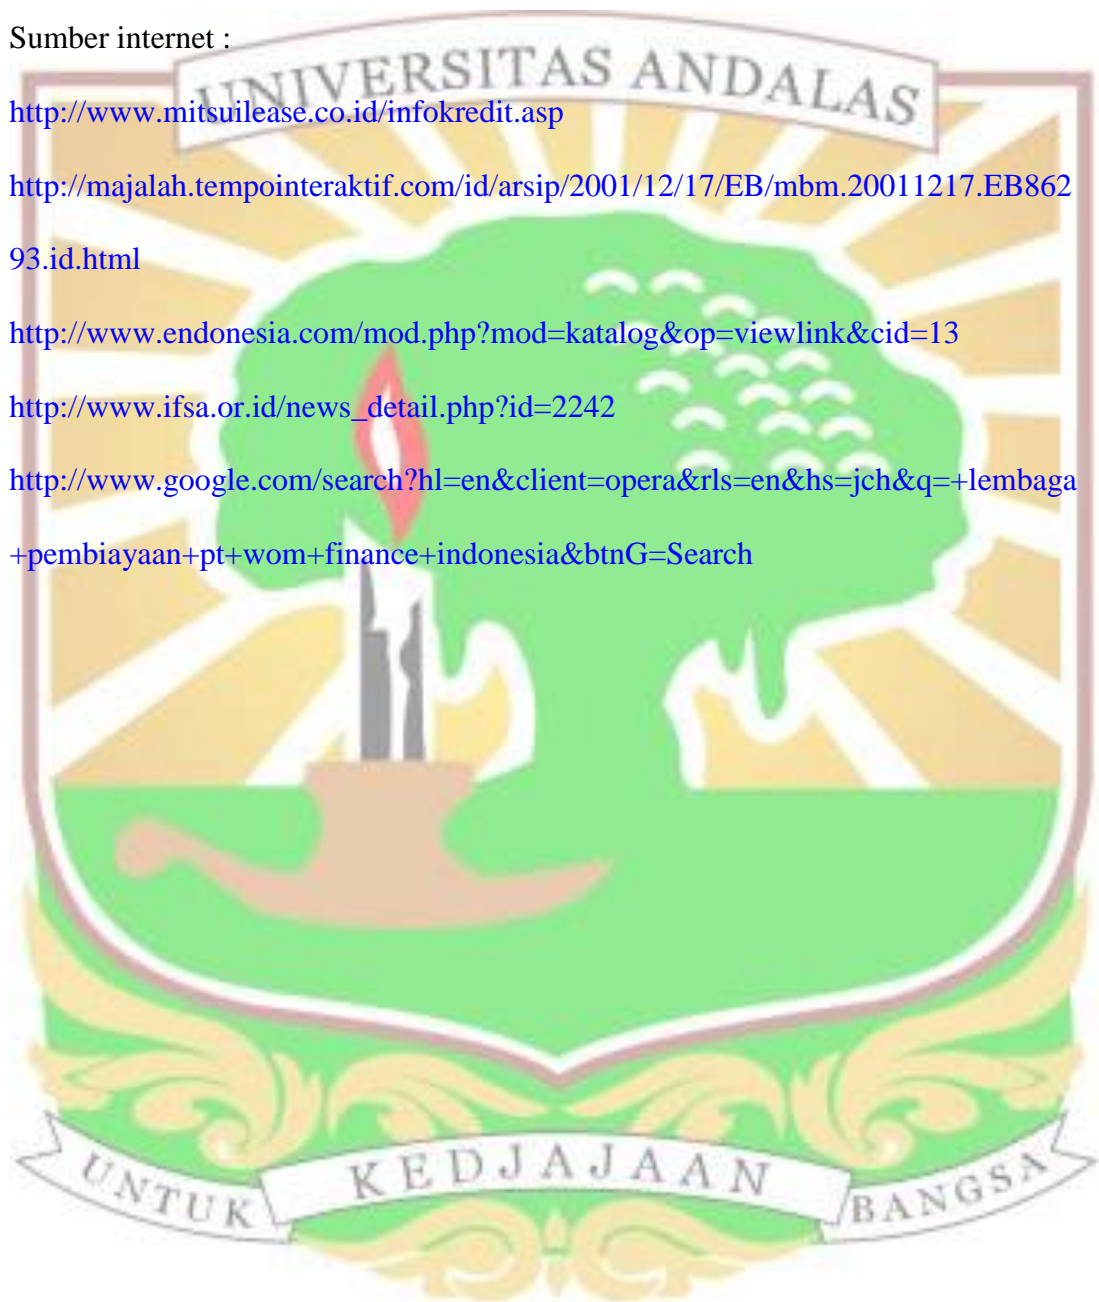 Sumber internet :
UNIVERSITAS ANDALAS
http://www.mitsuilease.co.id/infokredit.asp
http://majalah.tempointeraktif.com/id/arsip/2001/12/17/EB/mbm.20011217.EB862
93.id.html
http://www.endonesia.com/mod.php?mod=katalog&op=viewlink&cid=13
http://www.ifsa.or.id/news_detail.php?id=2242
http://www.google.com/search?hl=en&client=opera&rls=en&hs=jch&q=+lembaga
+pembiayaan+pt+wom+finance+indonesia&btnG=Search
UNTUK KEDJAJAAN BANGSA